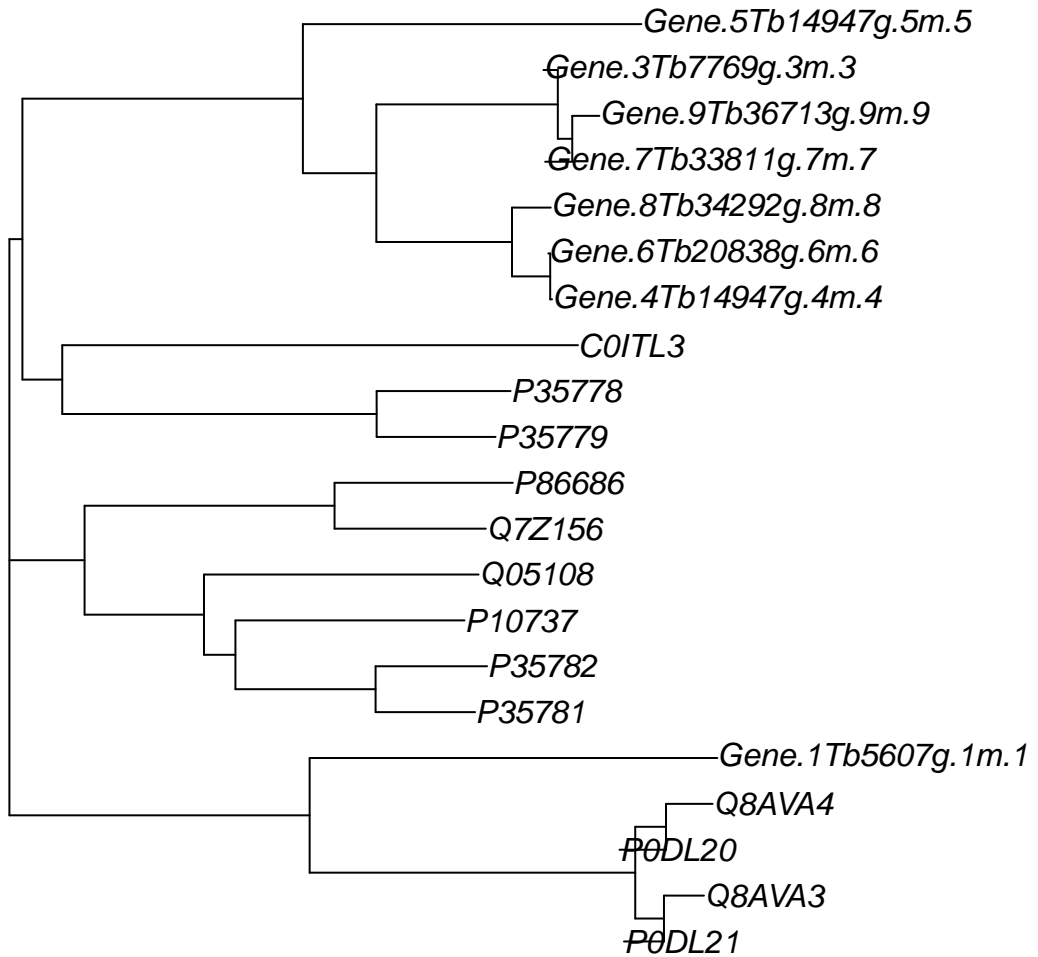 Gene.5Tb14947g.5m.5
Gene.3Tb7769g.3m.3
Gene.9Tb36713g.9m.9
Gene.7Tb33811g.7m.7
Gene.8Tb34292g.8m.8
Gene.6Tb20838g.6m.6
Gene.4Tb14947g.4m.4
C0ITL3
P35778
P35779
P86686
Q7Z156
Q05108
P10737
P35782
P35781
Gene.1Tb5607g.1m.1
Q8AVA4
P0DL20
Q8AVA3
P0DL21